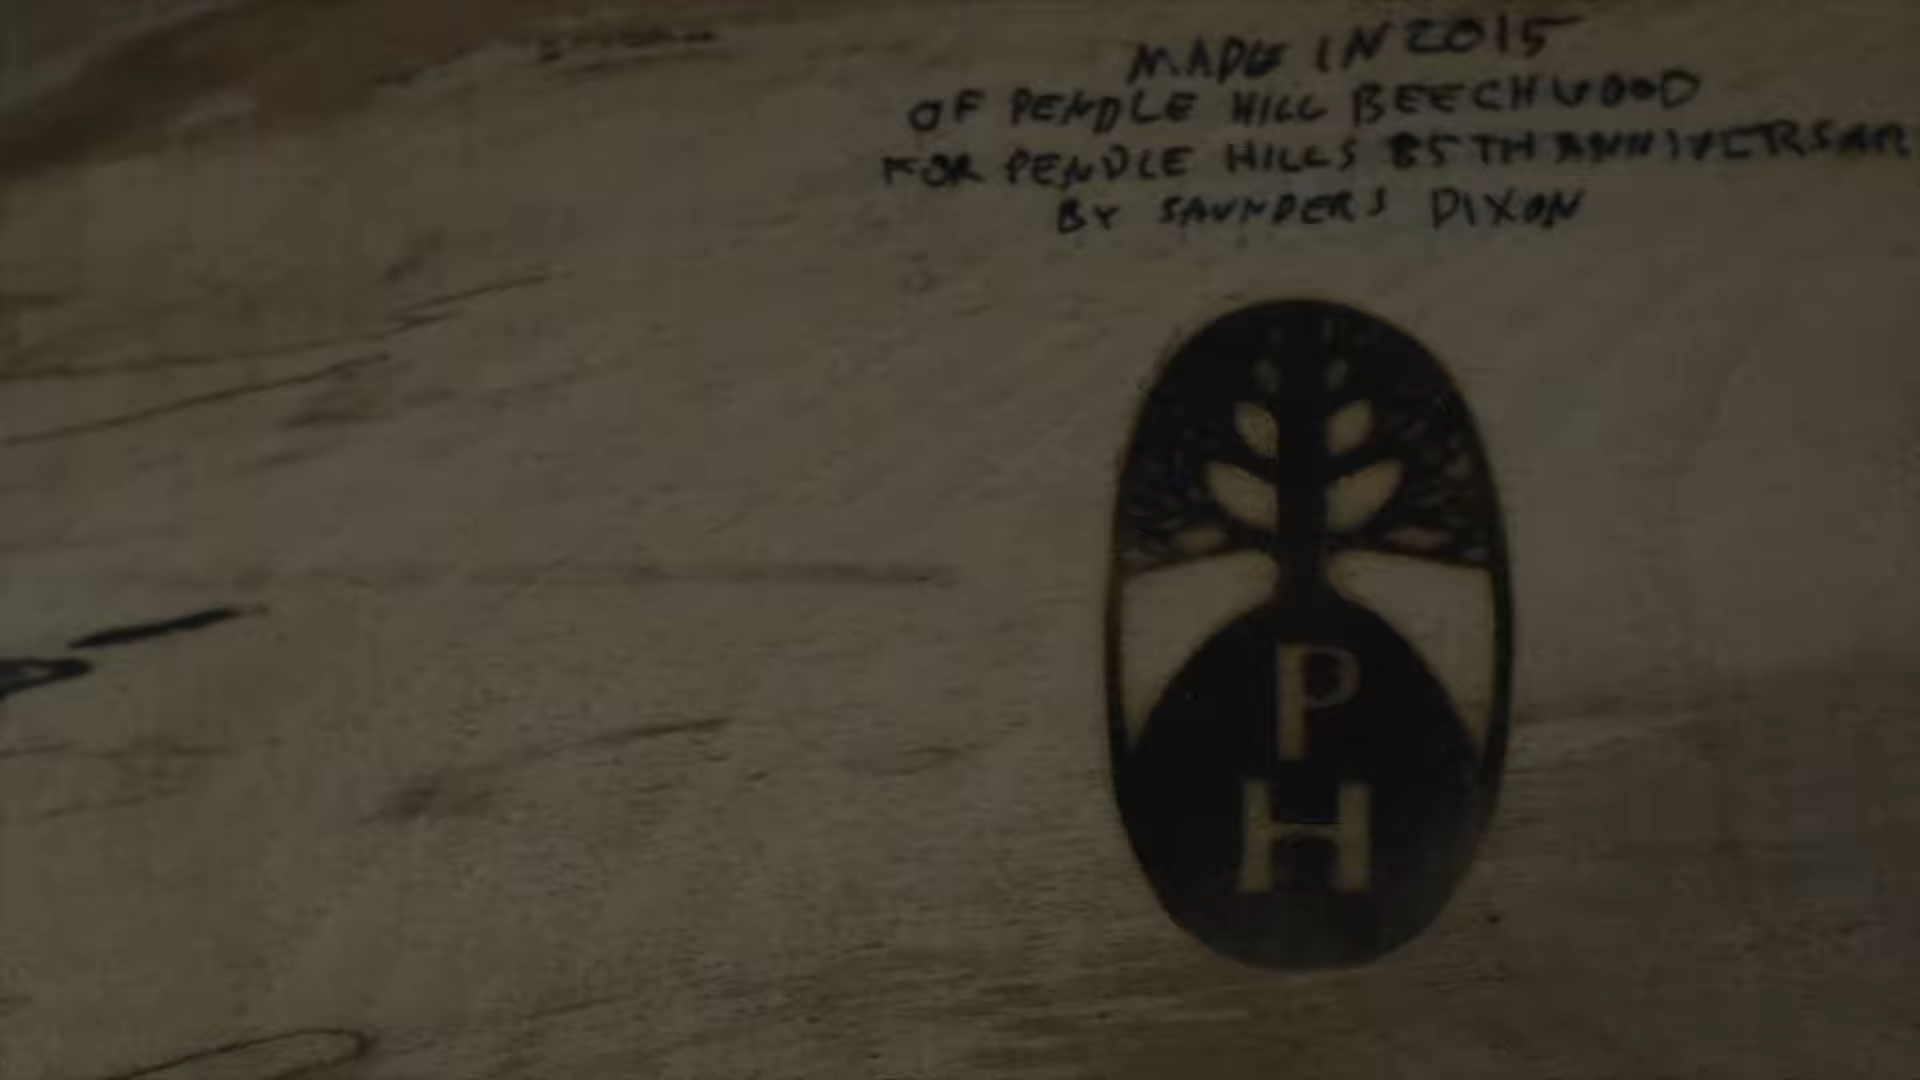 MADE IN 2015
OF PENDLE HILL BEECHWOOD
FOR PENDLE HILLS 85TH ANNIVERSAR
BY SAUNDERS DIXON
P
H